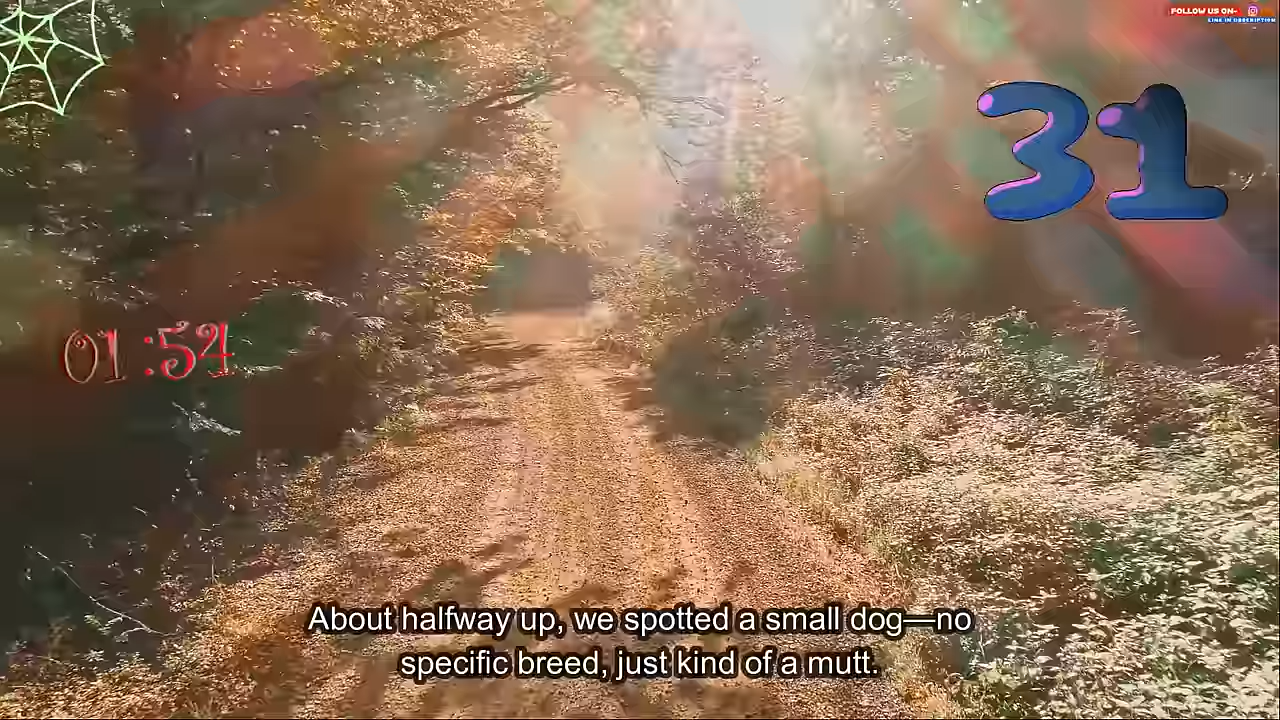 FOLLOW US ON-
LINK IN DESCRIPTION
31
01:54
About halfway up, we spotted a small dog—no
specific breed, just kind of a mutt.